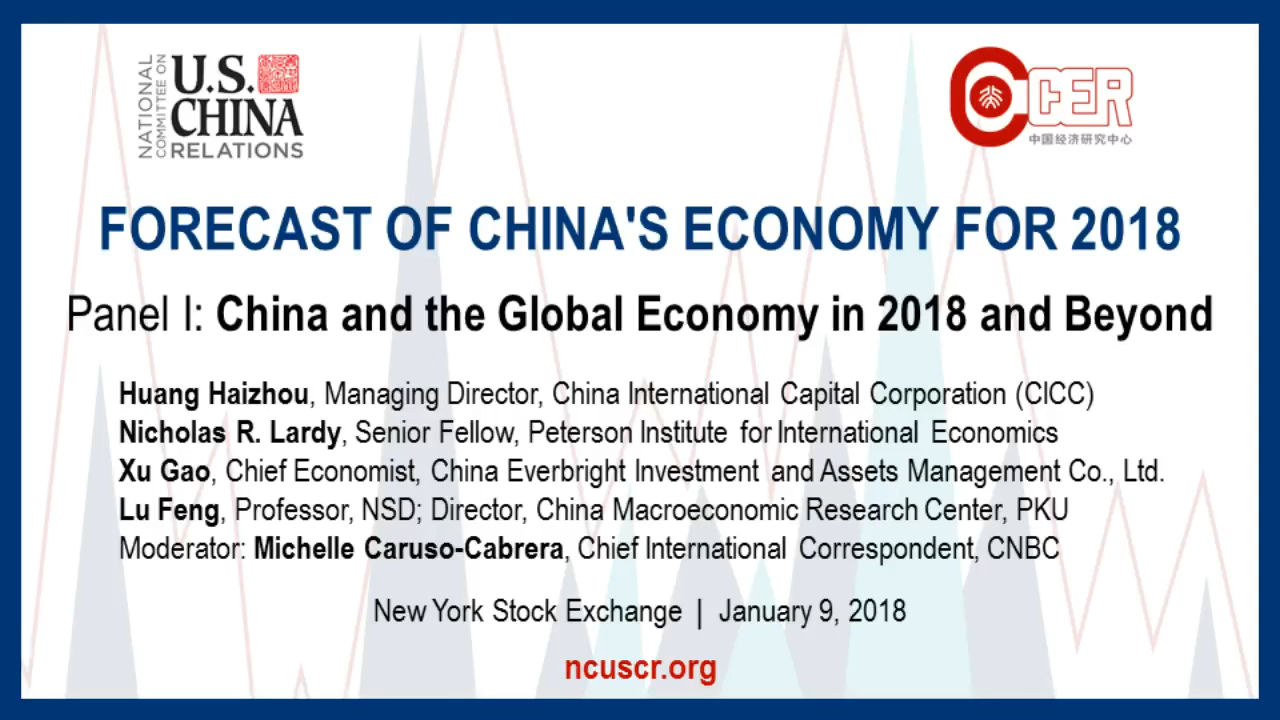 NATIONAL
COMMITTEE ON
U.S.
CHINA
RELATIONS
CCER
中国经济研究中心
FORECAST OF CHINA'S ECONOMY FOR 2018
Panel I: China and the Global Economy in 2018 and Beyond
Huang Haizhou, Managing Director, China International Capital Corporation (CICC)
Nicholas R. Lardy, Senior Fellow, Peterson Institute for International Economics
Xu Gao, Chief Economist, China Everbright Investment and Assets Management Co., Ltd.
Lu Feng, Professor, NSD; Director, China Macroeconomic Research Center, PKU
Moderator: Michelle Caruso-Cabrera, Chief International Correspondent, CNBC
New York Stock Exchange | January 9, 2018
ncuscr.org